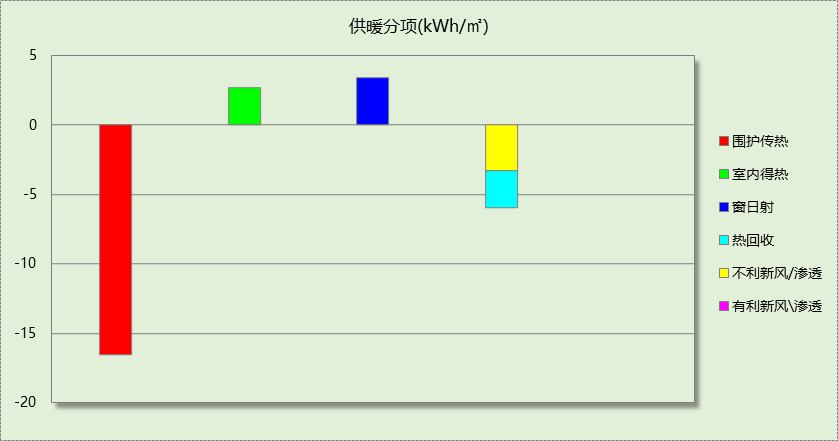 供暖分项(kWh/㎡)
5
0
-5
-10
-15
-20
围护传热
室内得热
窗日射
热回收
不利新风/渗透
有利新风\渗透